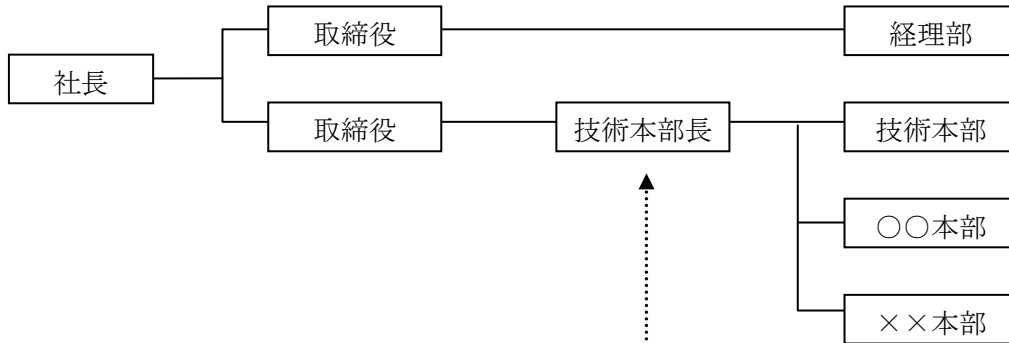 取締役
経理部
社長
取締役
技術本部長
技術本部
○○本部
××本部